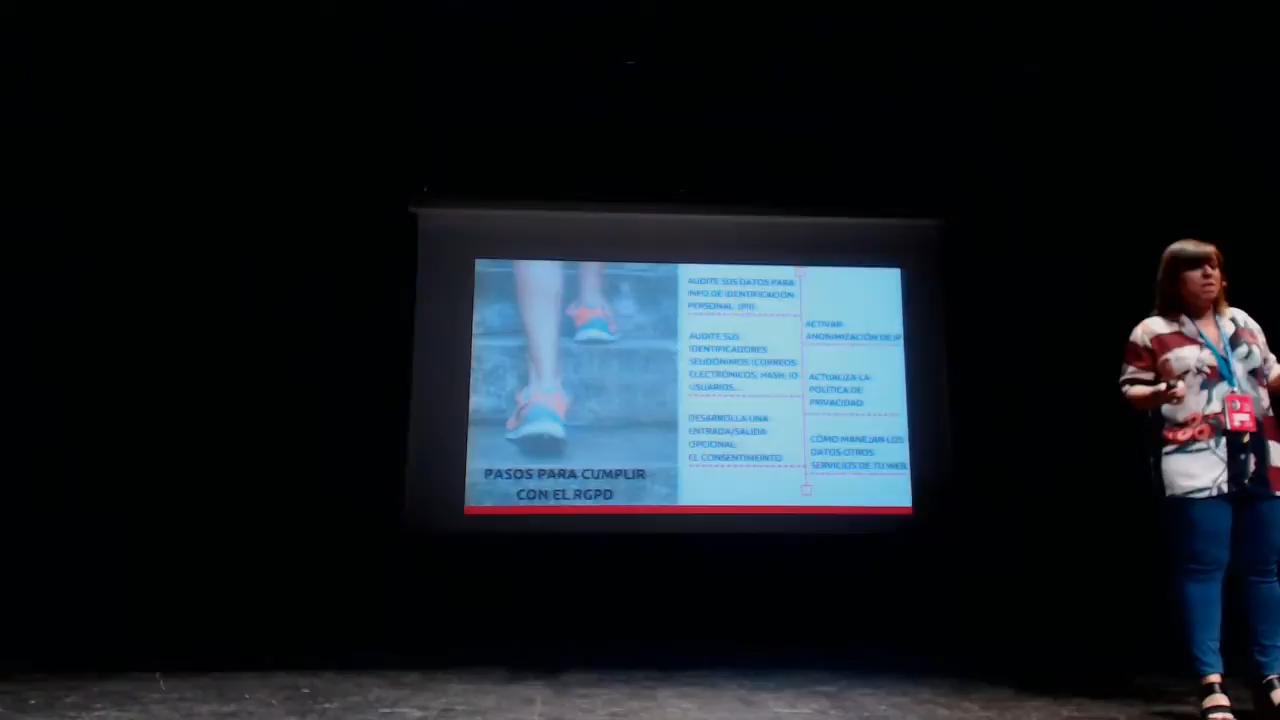 PASOS PARA CUMPLIR
CON EL RGPD
AUDITE SUS DATOS PARA
INFO DE IDENTIFICACIÓN
PERSONAL (PII)
AUDITE SUS
IDENTIFICADORES
SEUDÓNIMOS (CORREOS
ELECTRÓNICOS, HASH, ID
USUARIOS...
DESARROLLA UNA
ENTRADA/SALIDA
OPCIONAL:
EL CONSENTIMIENTO
ACTIVAR
ANONIMIZACIÓN DE IP
ACTUALIZA LA
POLÍTICA DE
PRIVACIDAD
CÓMO MANEJAN LOS
DATOS OTROS
SERVICIOS DE TU WEB